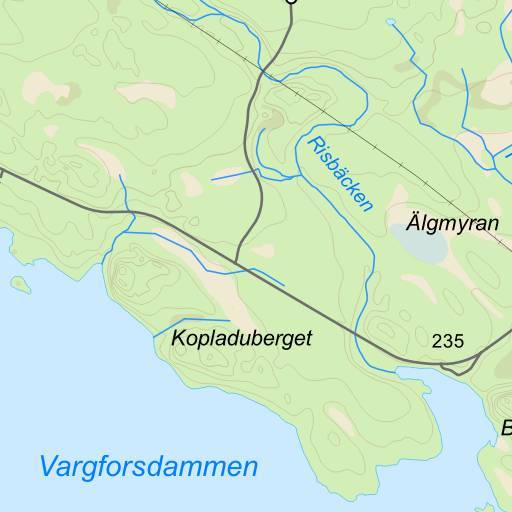 Risbäcken
Älgmyran
235
Kopladuberget
B
Vargforsdammen